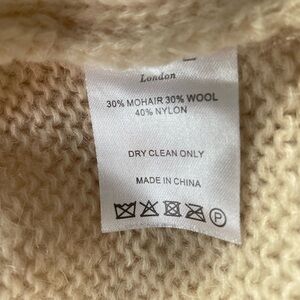 London
30% MOHAIR 30% WOOL
40% NYLON
DRY CLEAN ONLY
MADE IN CHINA
P